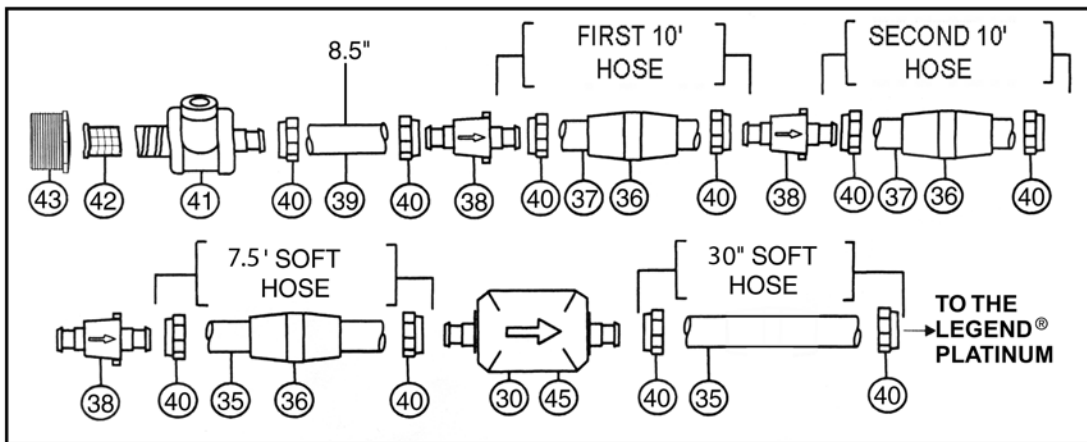 8.5"
FIRST 10'
HOSE
SECOND 10'
HOSE
43 42 41 40 39 40 38 40 37 36 40 38 40 37 36 40
7.5' SOFT
HOSE
30" SOFT
HOSE
TO THE
LEGEND®
PLATINUM
38 40 35 36 40 30 45 40 35 40